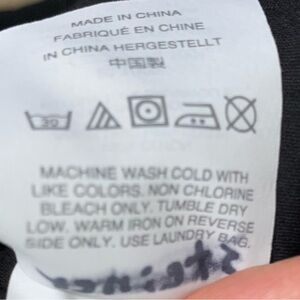 MADE IN CHINA
FABRIQUÉ EN CHINE
IN CHINA HERGESTELLT
中国製
30
MACHINE WASH COLD WITH
LIKE COLORS. NON CHLORINE
BLEACH ONLY. TUMBLE DRY
LOW. WARM IRON ON REVERSE
SIDE ONLY. USE LAUNDRY BAG.